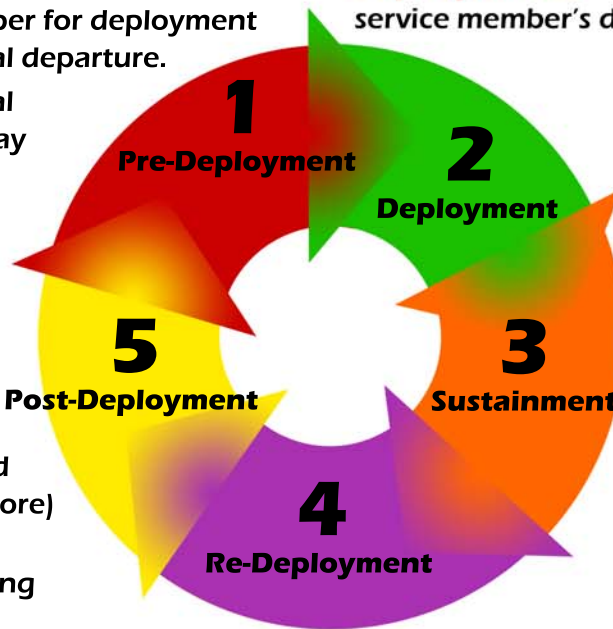 ber for deployment
al departure.
al
ay
service member's d
1
Pre-Deployment
2
Deployment
3
Sustainment
4
Re-Deployment
5
Post-Deployment
d
ore)
ng